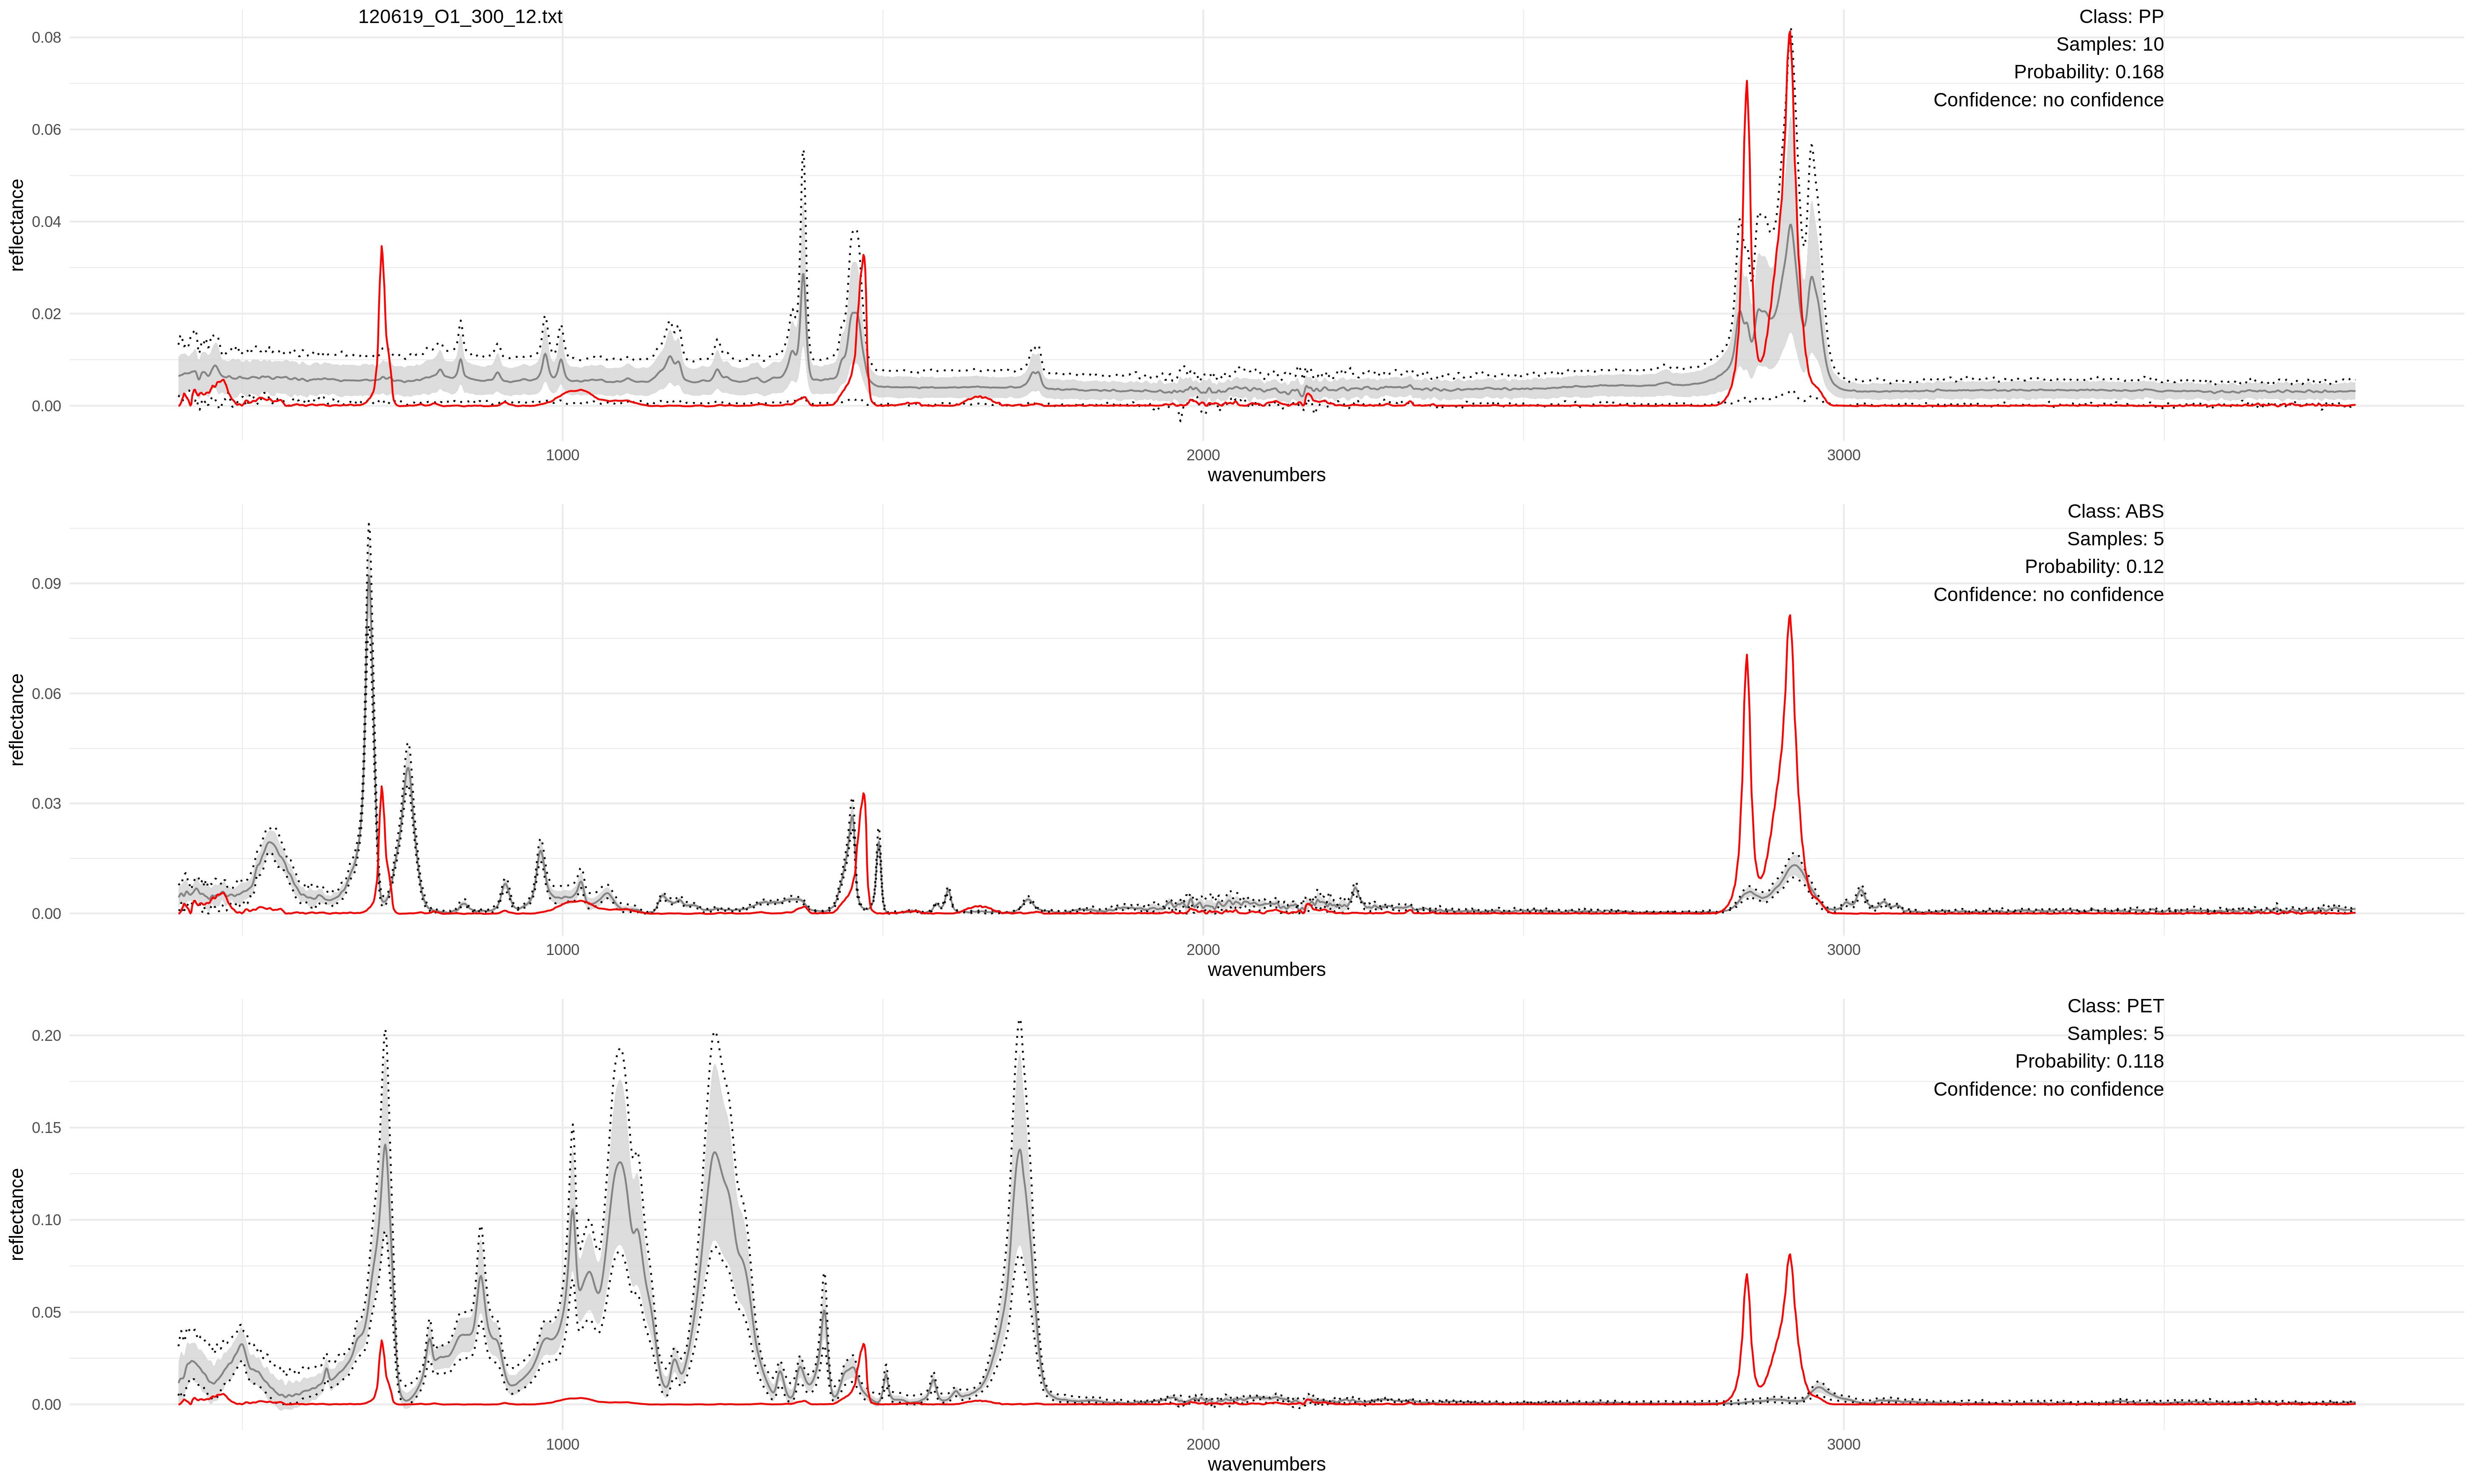 120619_O1_300_12.txt
Class: PP
Samples: 10
Probability: 0.168
Confidence: no confidence
0.08
0.06
0.04
0.02
0.00
reflectance
1000 2000 3000
wavenumbers
Class: ABS
Samples: 5
Probability: 0.12
Confidence: no confidence
0.09
0.06
0.03
0.00
reflectance
1000 2000 3000
wavenumbers
Class: PET
Samples: 5
Probability: 0.118
Confidence: no confidence
0.20
0.15
0.10
0.05
0.00
reflectance
1000 2000 3000
wavenumbers